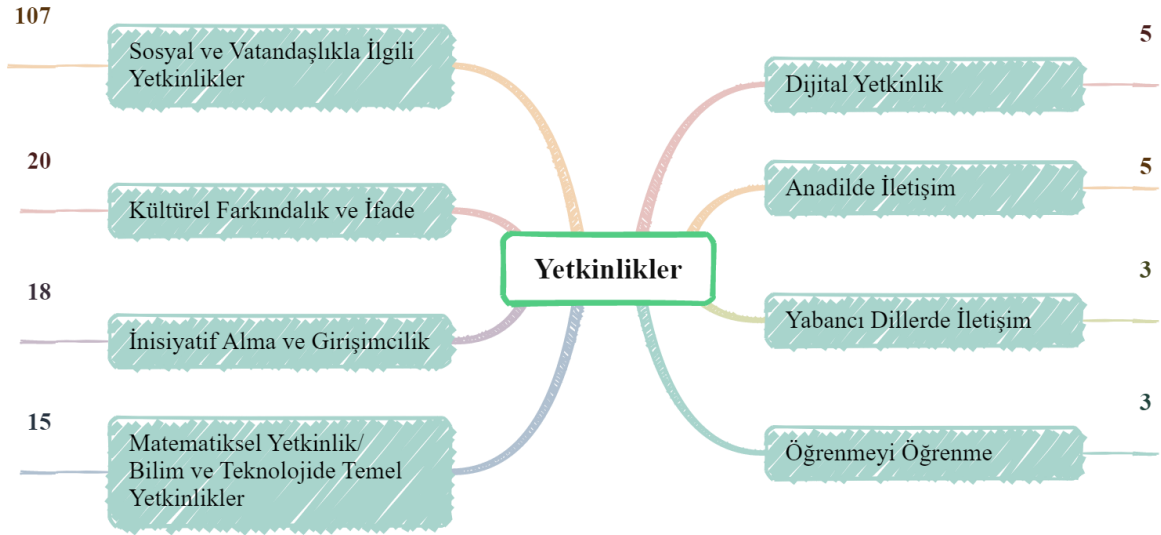 107
Sosyal ve Vatandaşlıkla İlgili
Yetkinlikler
20
Kültürel Farkındalık ve İfade
18
İnisiyatif Alma ve Girişimcilik
15
Matematiksel Yetkinlik/
Bilim ve Teknolojide Temel
Yetkinlikler
Yetkinlikler
5
Dijital Yetkinlik
5
Anadilde İletişim
3
Yabancı Dillerde İletişim
3
Öğrenmeyi Öğrenme